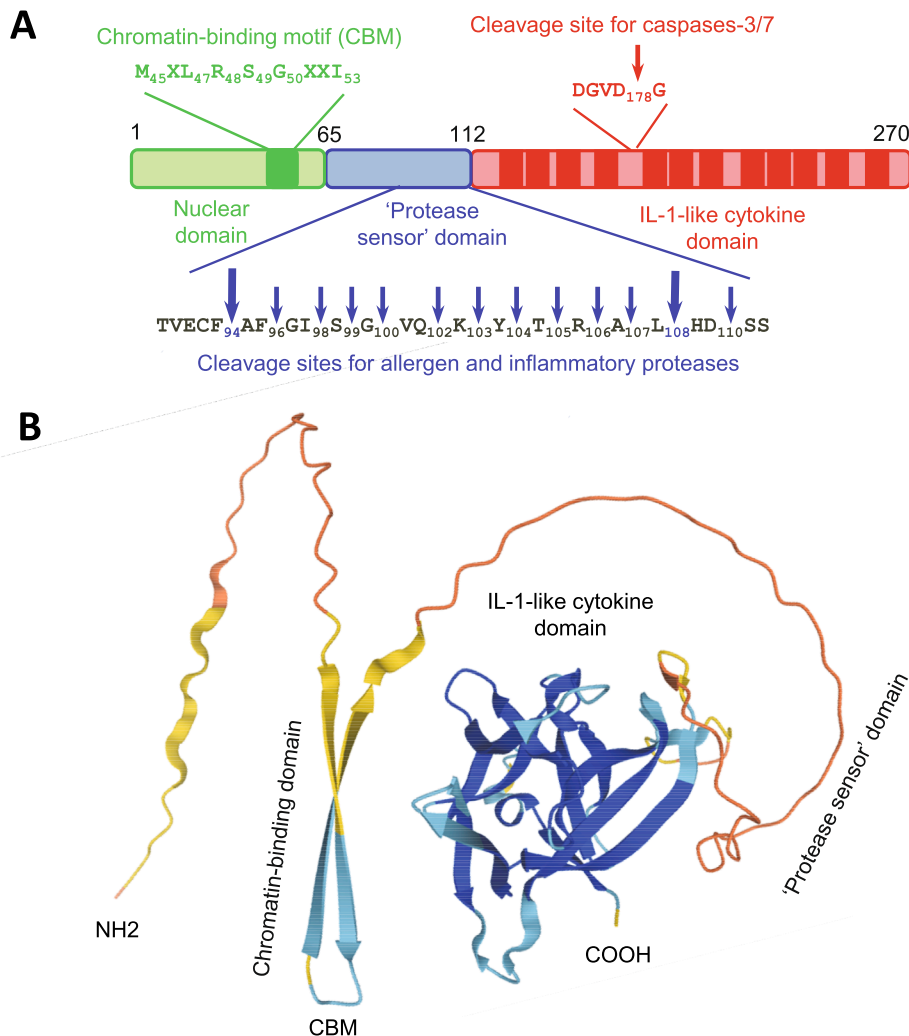 A
Chromatin-binding motif (CBM)
M45XL47R48S49G50XXI53
Cleavage site for caspases-3/7
DGVD178G
1 65 112 270
Nuclear
domain
'Protease
sensor' domain
IL-1-like cytokine
domain
TVECF94AF96GI98S99G100VQ102K103Y104T105R106A107L108HD110SS
Cleavage sites for allergen and inflammatory proteases
B
IL-1-like cytokine
domain
Chromatin-binding domain
'Protease sensor' domain
NH2
COOH
CBM